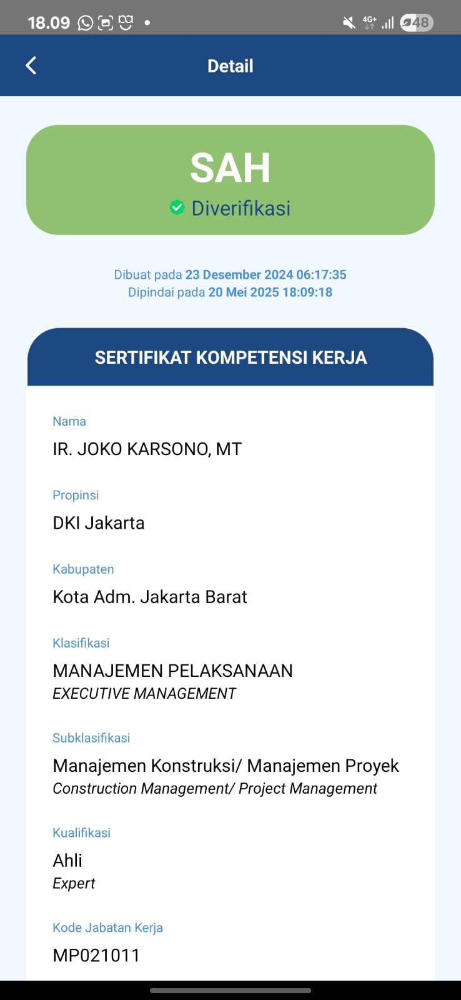 18.09
4G+
48
Detail
SAH
Diverifikasi
Dibuat pada 23 Desember 2024 06:17:35
Dipindai pada 20 Mei 2025 18:09:18
SERTIFIKAT KOMPETENSI KERJA
Nama
IR. JOKO KARSONO, MT
Propinsi
DKI Jakarta
Kabupaten
Kota Adm. Jakarta Barat
Klasifikasi
MANAJEMEN PELAKSANAAN
EXECUTIVE MANAGEMENT
Subklasifikasi
Manajemen Konstruksi/ Manajemen Proyek
Construction Management/ Project Management
Kualifikasi
Ahli
Expert
Kode Jabatan Kerja
MP021011